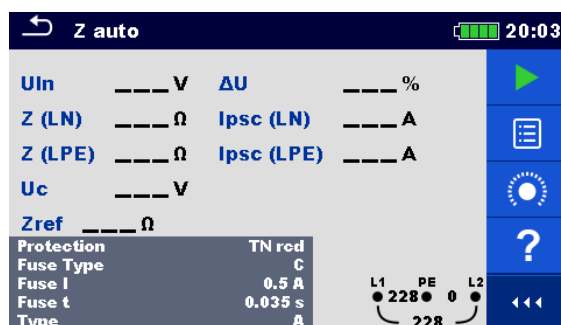 Z auto 20:03
Uln ___V ΔU ___%
Z (LN) ___Ω Ipsc (LN) ___A
Z (LPE) ___Ω Ipsc (LPE) ___A
Uc ___V
Zref ___Ω
Protection TN rcd
Fuse Type C
Fuse I 0.5 A
Fuse t 0.035 s
Type A
L1 PE L2
228 0
228
?